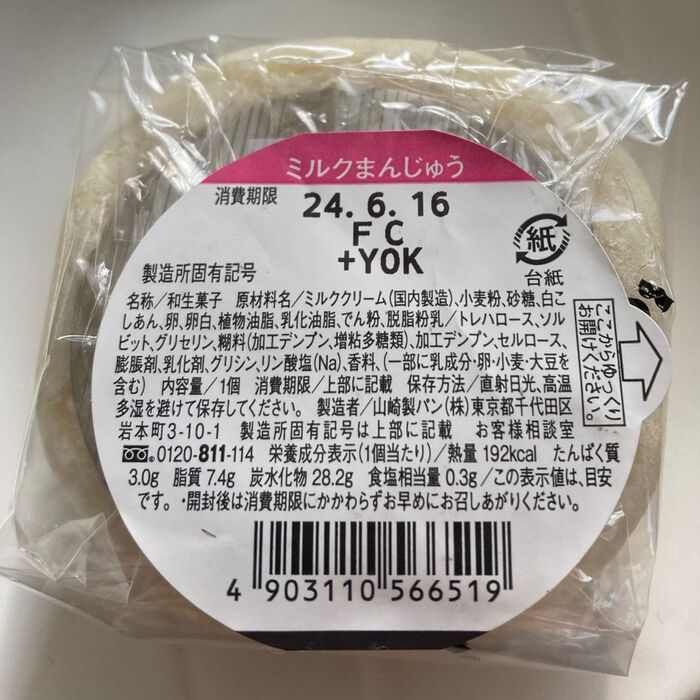 ミルクまんじゅう
消費期限 24.6.16
FC
製造所固有記号 +YOK
紙
台紙
名称/和生菓子 原材料名/ミルククリーム(国内製造)、小麦粉、砂糖、白こ
しあん、卵、卵白、植物油脂、乳化油脂、でん粉、脱脂粉乳/トレハロース、ソル
ビット、グリセリン、糊料(加工デンプン、増粘多糖類)、加工デンプン、セルロース、
膨脹剤、乳化剤、グリシン、リン酸塩(Na)、香料、(一部に乳成分・卵・小麦・大豆を
含む) 内容量/1個 消費期限/上部に記載 保存方法/直射日光、高温
多湿を避けて保存してください。 製造者/山崎製パン(株)東京都千代田区
岩本町3-10-1 製造所固有記号は上部に記載 お客様相談室
0120-811-114 栄養成分表示(1個当たり)/熱量 192kcal たんぱく質
3.0g 脂質 7.4g 炭水化物 28.2g 食塩相当量 0.3g/この表示値は、目安
です。・開封後は消費期限にかかわらずお早めにお召しあがりください。
ここからゆっくり
お開けください。
4 903110 566519